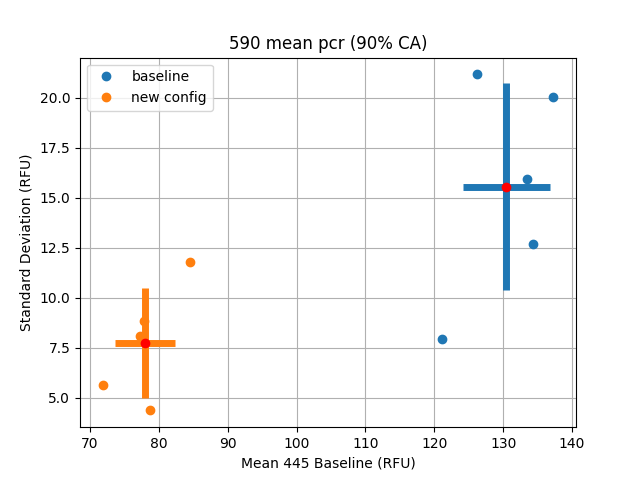 590 mean pcr (90% CA)
baseline
new config
Standard Deviation (RFU)
20.0
17.5
15.0
12.5
10.0
7.5
5.0
70 80 90 100 110 120 130 140
Mean 445 Baseline (RFU)